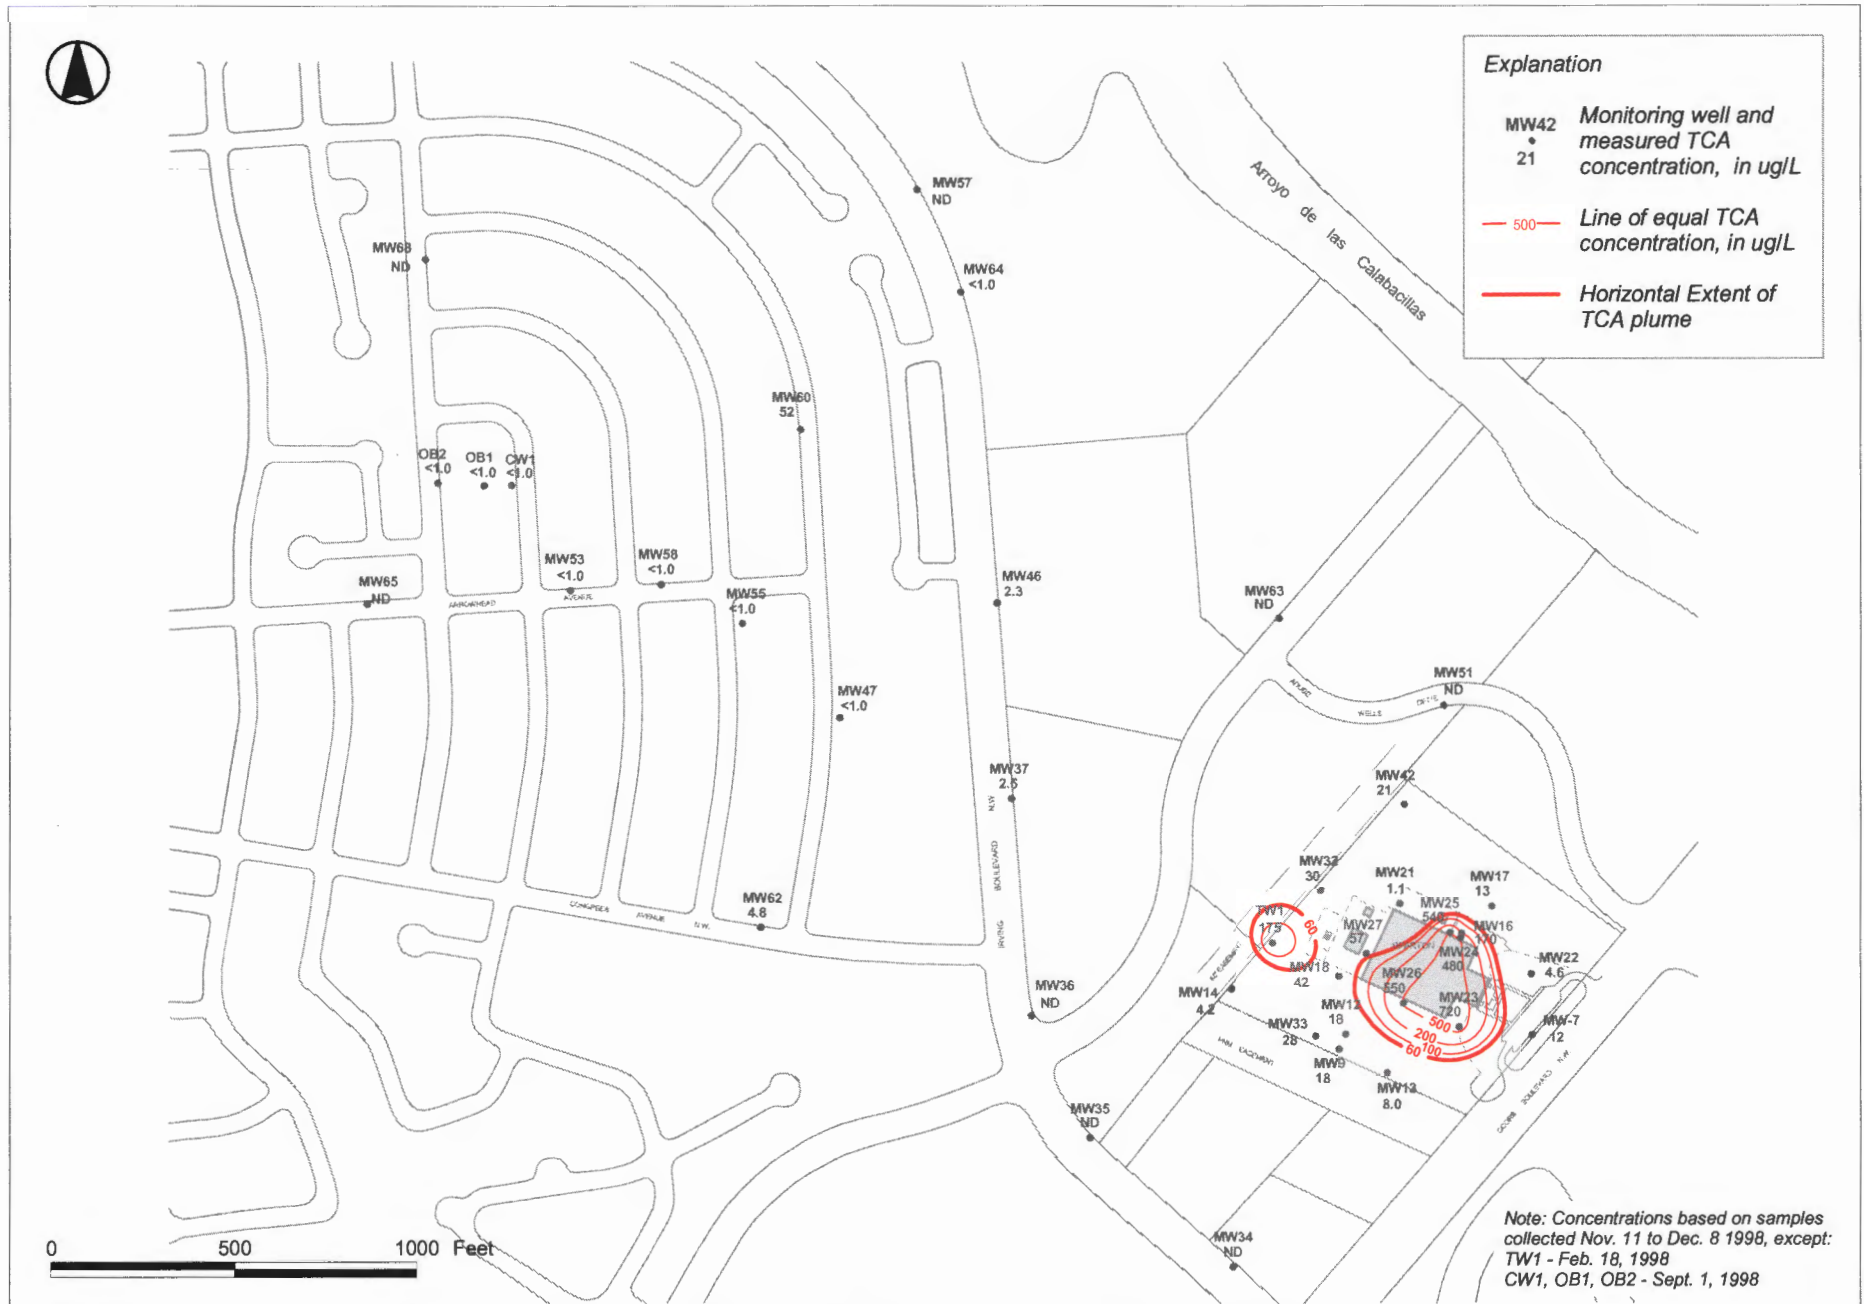 Explanation
MW42
21
Monitoring well and
measured TCA
concentration, in ug/L
500
Line of equal TCA
concentration, in ug/L
Horizontal Extent of
TCA plume
Arroyo de las Calabacillas
MW57
ND
MW68
ND
MW64
<1.0
MW60
52
OB2
<1.0
OB1
<1.0
CW1
<1.0
MW53
<1.0
MW58
<1.0
MW65
ND
ARROWHEAD AVENUE
MW55
<1.0
MW46
2.3
MW63
ND
MW51
ND
MW47
<1.0
WELLS
MW37
MW42
21
IRVING BOULEVARD N.W.
MW62
4.8
CONGRESS AVENUE N.W.
MW32
30
MW21
1.1
MW17
13
MW25
540
TW1
175
60
MW27
57
MW16
170
MW24
480
MW18
42
MW26
550
MW22
4.6
MW36
ND
MW14
4.2
MW12
18
MW23
720
MW33
28
500
200
100
60
MW-7
12
MW9
18
MW13
8.0
BOULEVARD N.W.
MW35
ND
MW34
ND
0 500 1000 Feet
Note: Concentrations based on samples
collected Nov. 11 to Dec. 8 1998, except:
TW1 - Feb. 18, 1998
CW1, OB1, OB2 - Sept. 1, 1998